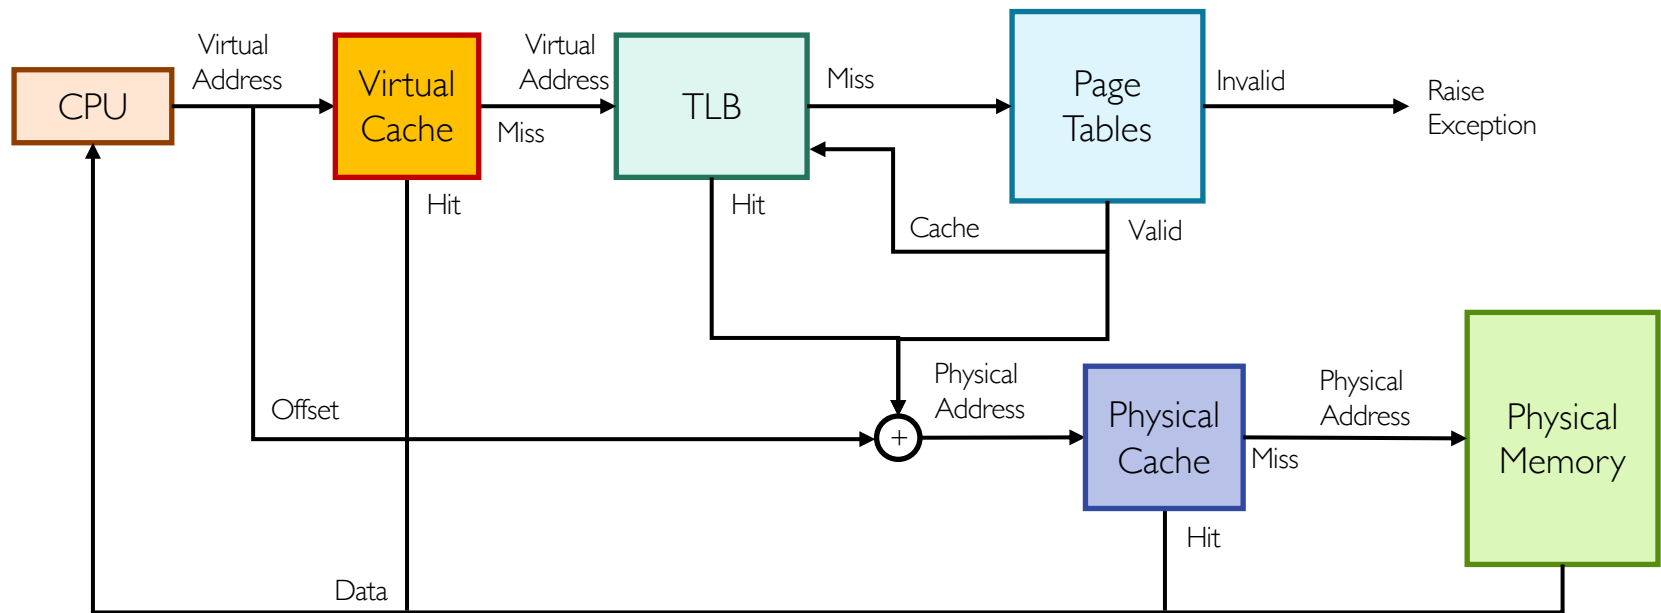 CPU
Virtual
Address
Virtual
Cache
Virtual
Address
Miss
Hit
TLB
Miss
Hit
Page
Tables
Invalid
Raise
Exception
Cache
Valid
Offset
+
Physical
Address
Physical
Cache
Physical
Address
Miss
Hit
Physical
Memory
Data